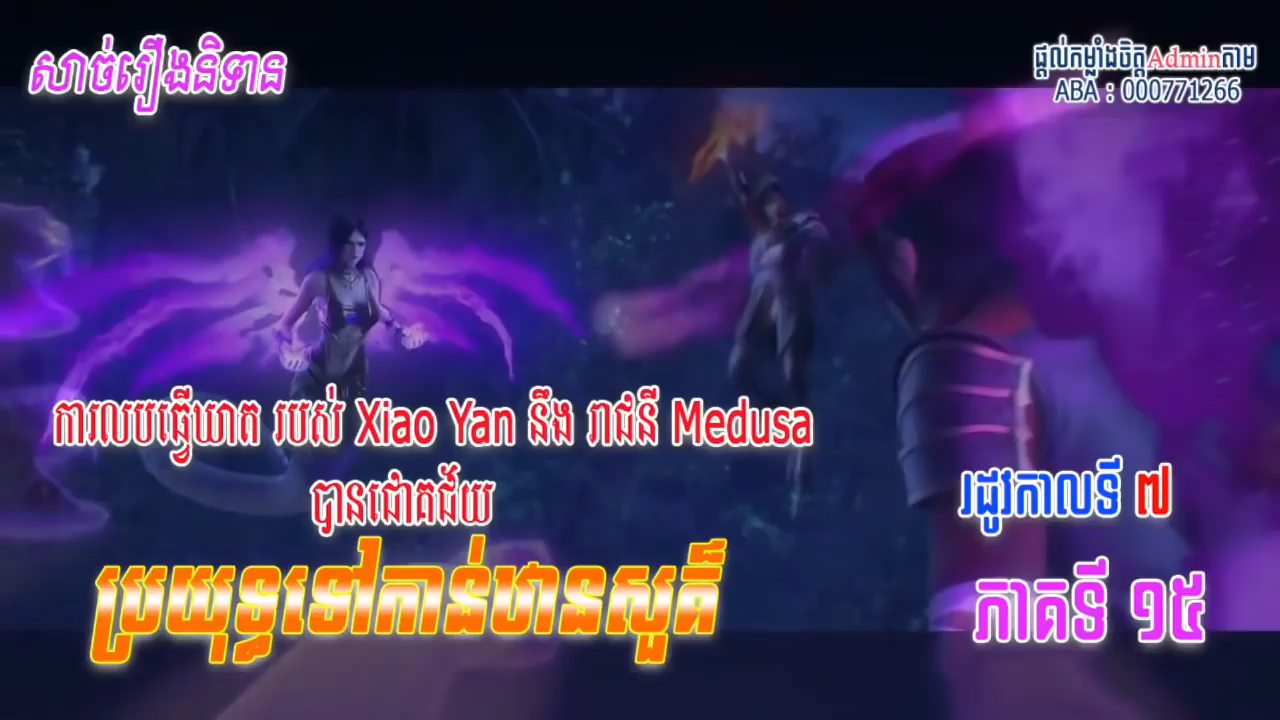 សាច់រឿងនិទាន
ផ្តល់កម្លាំងចិត្តAdminតាម
ABA : 000771266
ការលបធ្វើឃាត របស់ Xiao Yan នឹង រាជនី Medusa
បានជោគជ័យ
ប្រយុទ្ធទៅកាន់ឋានសួគ៏
រដូវកាលទី ៧
ភាគទី ១៥